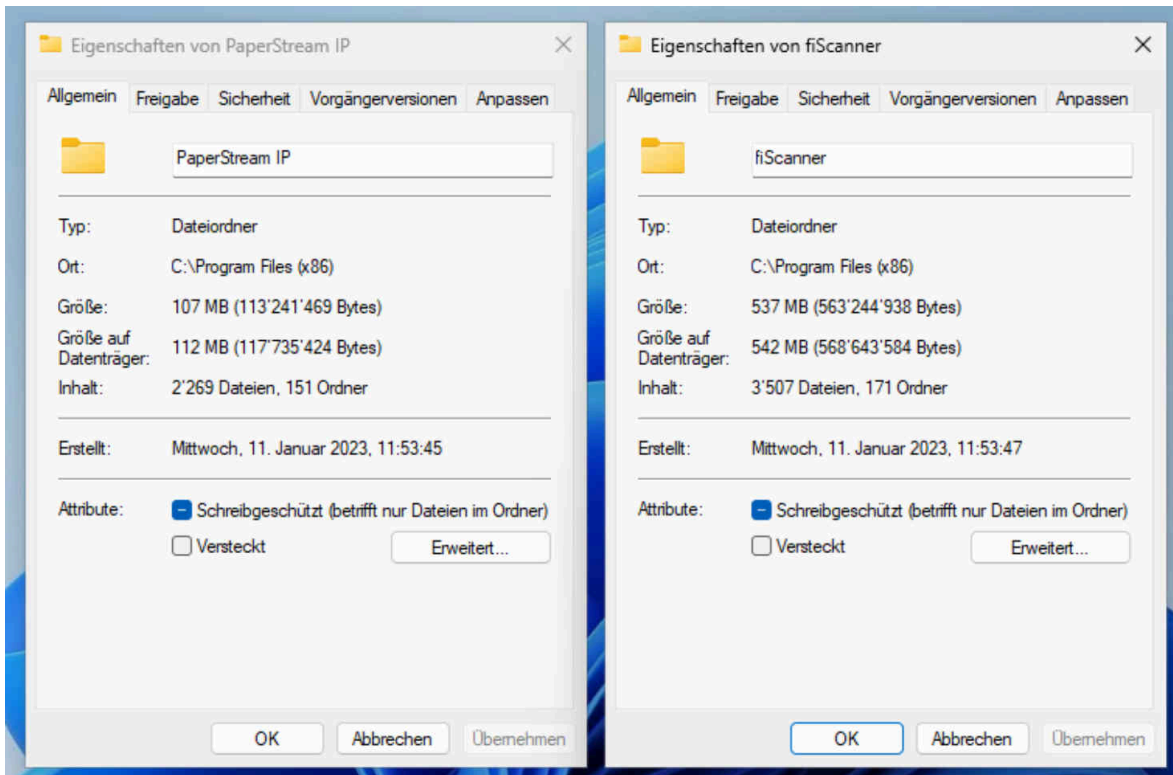 Eigenschaften von PaperStream IP
Allgemein Freigabe Sicherheit Vorgängerversionen Anpassen
PaperStream IP
Typ: Dateiordner
Ort: C:\Program Files (x86)
Größe: 107 MB (113'241'469 Bytes)
Größe auf
Datenträger: 112 MB (117'735'424 Bytes)
Inhalt: 2'269 Dateien, 151 Ordner
Erstellt: Mittwoch, 11. Januar 2023, 11:53:45
Attribute: Schreibgeschützt (betrifft nur Dateien im Ordner)
Versteckt Erweitert...
OK Abbrechen Übernehmen
Eigenschaften von fiScanner
Allgemein Freigabe Sicherheit Vorgängerversionen Anpassen
fiScanner
Typ: Dateiordner
Ort: C:\Program Files (x86)
Größe: 537 MB (563'244'938 Bytes)
Größe auf
Datenträger: 542 MB (568'643'584 Bytes)
Inhalt: 3'507 Dateien, 171 Ordner
Erstellt: Mittwoch, 11. Januar 2023, 11:53:47
Attribute: Schreibgeschützt (betrifft nur Dateien im Ordner)
Versteckt Erweitert...
OK Abbrechen Übernehmen